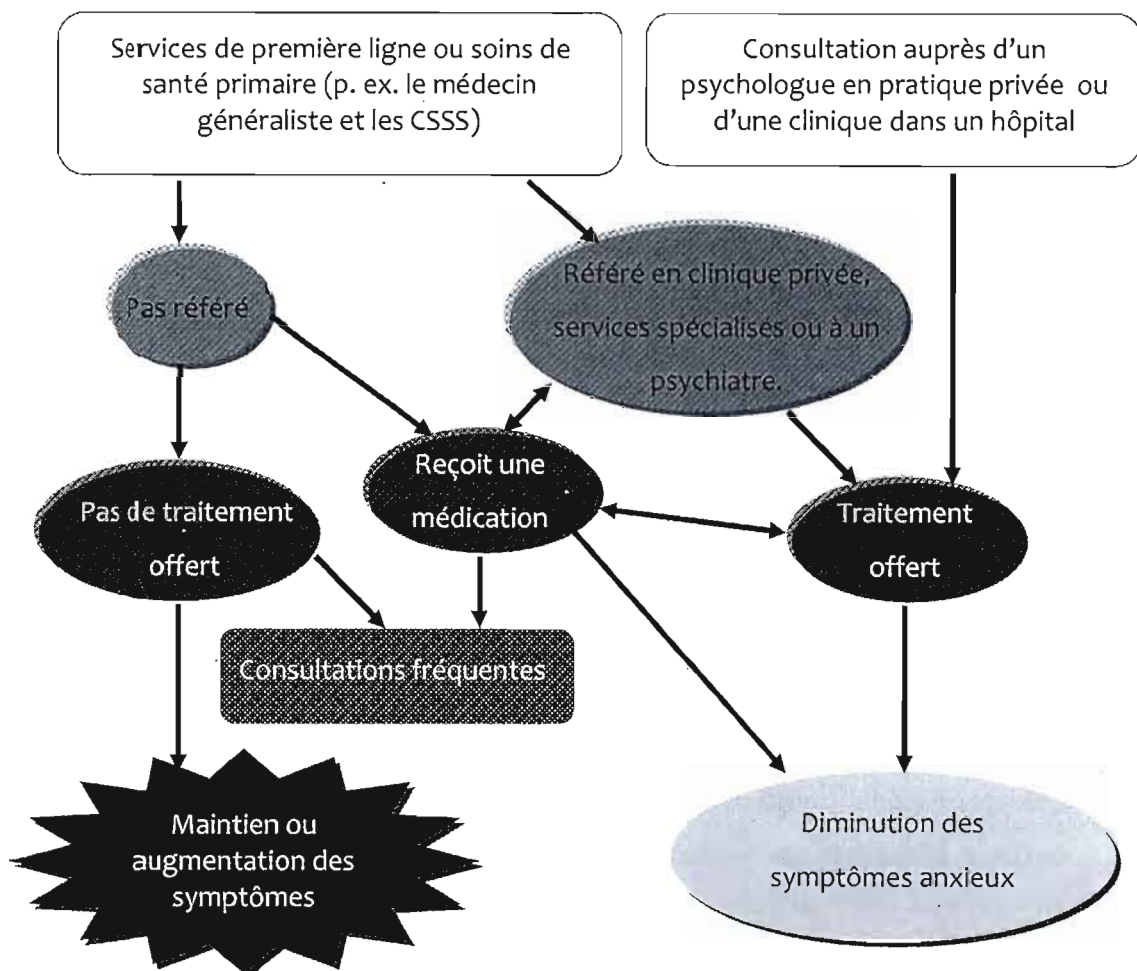 Services de première ligne ou soins de
santé primaire (p. ex. le médecin
généraliste et les CSSS)
Consultation auprès d'un
psychologue en pratique privée ou
d'une clinique dans un hôpital
Pas référé
Référé en clinique privée,
services spécialisés ou à un
psychiatre.
Pas de traitement
offert
Reçoit une
médication
Traitement
offert
Consultations fréquentes
Maintien ou
augmentation des
symptômes
Diminution des
symptômes anxieux